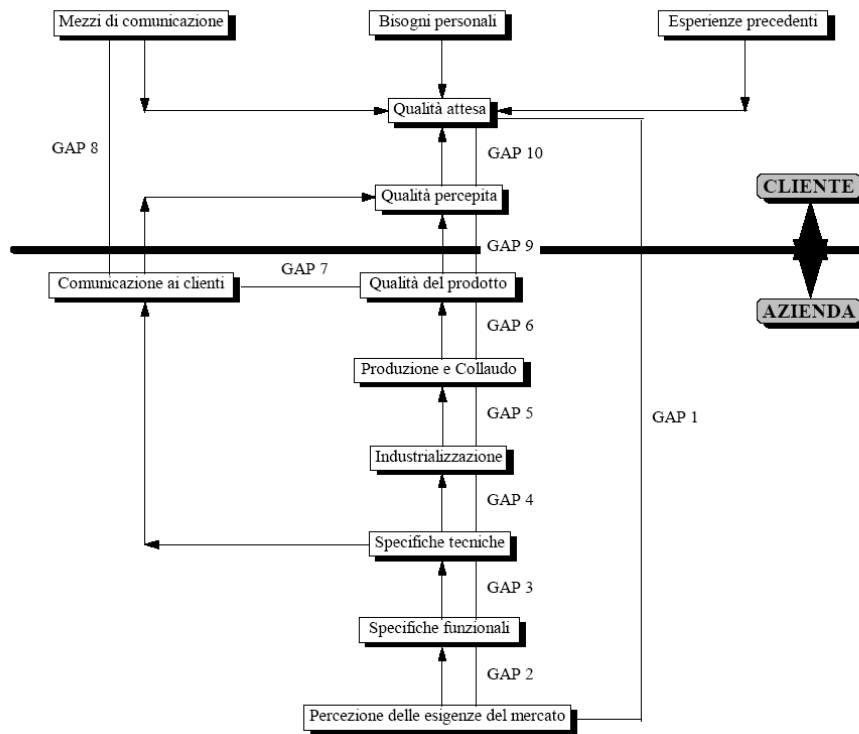 Mezzi di comunicazione
Bisogni personali
Esperienze precedenti
Qualità attesa
GAP 8
GAP 10
Qualità percepita
CLIENTE
GAP 9
GAP 7
Comunicazione ai clienti
Qualità del prodotto
AZIENDA
GAP 6
Produzione e Collaudo
GAP 5
GAP 1
Industrializzazione
GAP 4
Specifiche tecniche
GAP 3
Specifiche funzionali
GAP 2
Percezione delle esigenze del mercato